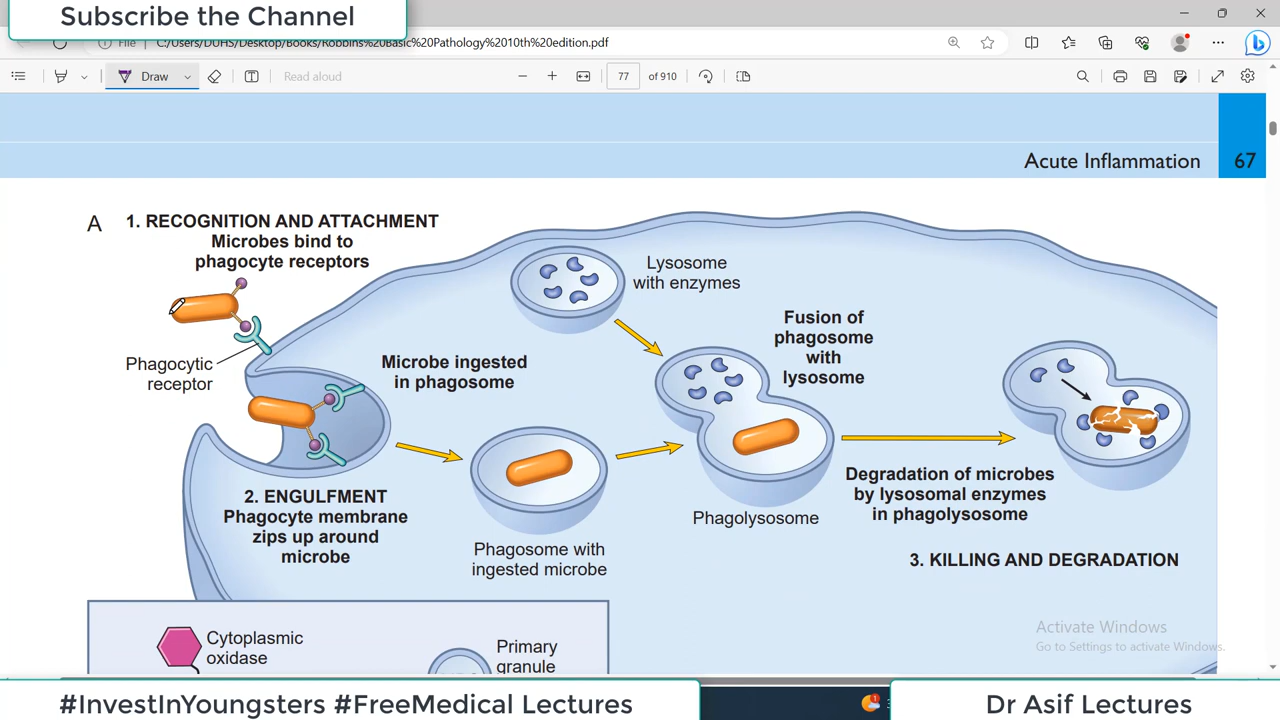 Subscribe the Channel
File
C:/Users/DUHS/Desktop/Books/Robbins%20Basic%20Pathology%2010th%20edition.pdf
Draw
Read aloud
77
of 910
Acute Inflammation 67
A
1. RECOGNITION AND ATTACHMENT
Microbes bind to
phagocyte receptors
Lysosome
with enzymes
Fusion of
phagosome
with
lysosome
Phagocytic
receptor
Microbe ingested
in phagosome
2. ENGULFMENT
Phagocyte membrane
zips up around
microbe
Phagosome with
ingested microbe
Phagolysosome
Degradation of microbes
by lysosomal enzymes
in phagolysosome
3. KILLING AND DEGRADATION
Cytoplasmic
oxidase
Primary
granule
Activate Windows
Go to Settings to activate Windows.
#InvestInYoungsters #FreeMedical Lectures
Dr Asif Lectures